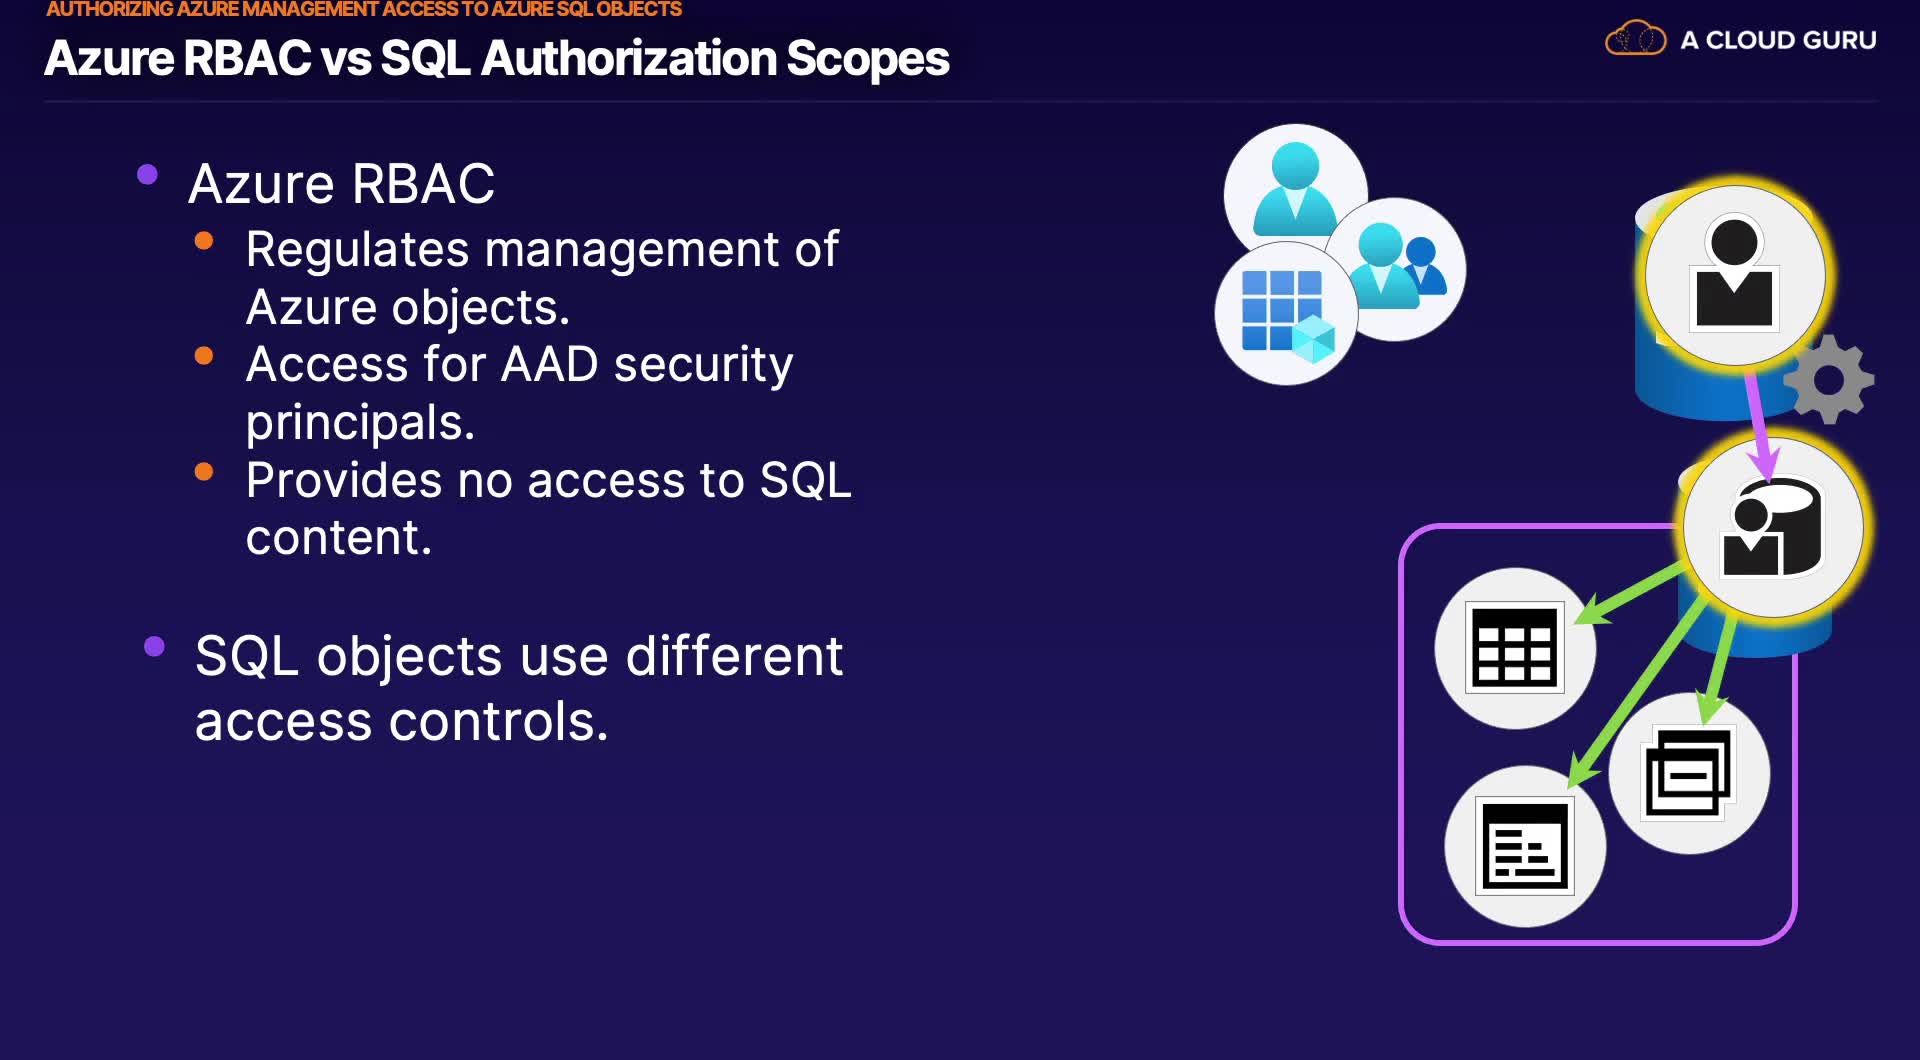 AUTHORIZING AZURE MANAGEMENT ACCESS TO AZURE SQL OBJECTS
Azure RBAC vs SQL Authorization Scopes
A CLOUD GURU
Azure RBAC
Regulates management of
Azure objects.
Access for AAD security
principals.
Provides no access to SQL
content.
SQL objects use different
access controls.